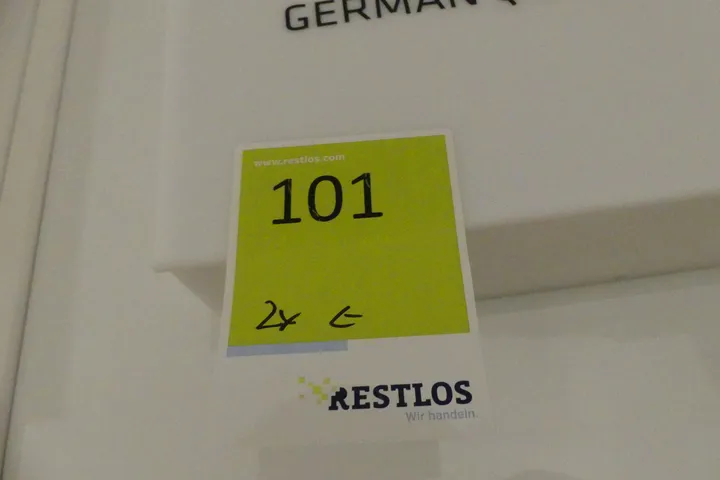 GERMAN
www.restlos.com
101
2x
RESTLOS
Wir handeln.